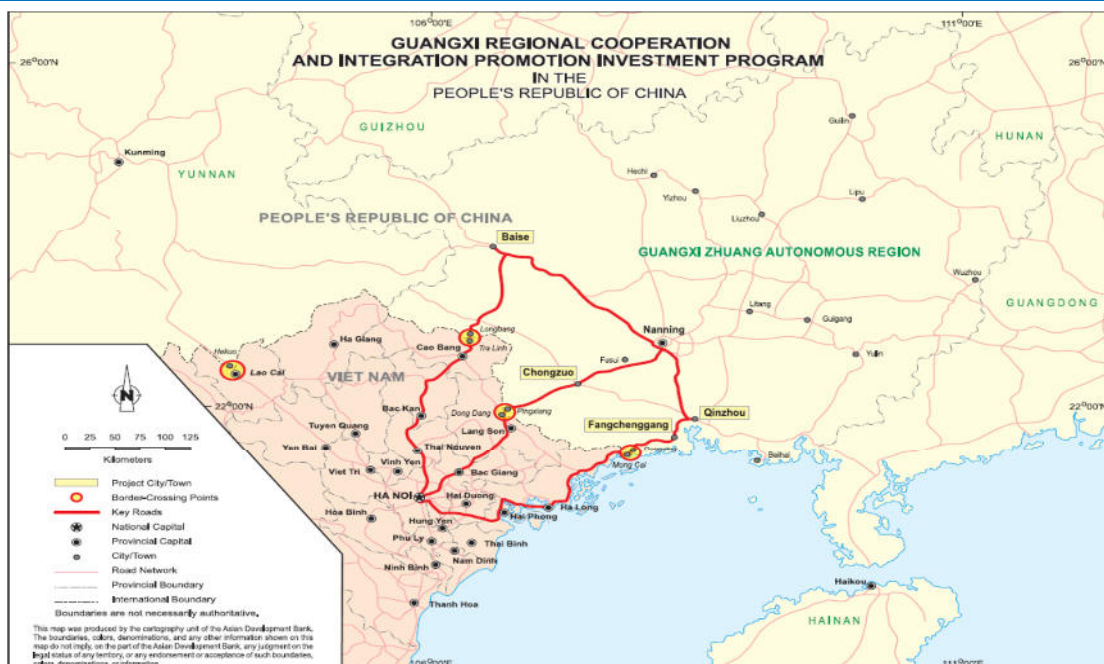 106°00'E
111°00'E
GUANGXI REGIONAL COOPERATION
AND INTEGRATION PROMOTION INVESTMENT PROGRAM
IN THE
PEOPLE'S REPUBLIC OF CHINA
26°00'N
26°00'N
GUIZHOU
Guilin
HUNAN
Kunming
YUNNAN
Hechi
Yizhou
Lipu
Liuzhou
PEOPLE'S REPUBLIC OF CHINA
Baise
GUANGXI ZHUANG AUTONOMOUS REGION
Wuzhou
GUANGDONG
Litang
Guigang
Longbang
Ha Giang
Cao Bang
Tra Linh
Nanning
Yulin
Hekou
Lao Cai
Fusui
Chongzuo
VIET NAM
22°00'N
22°00'N
Bac Kan
Dong Dang
Pingxiang
Qinzhou
Tuyen Quang
Lang Son
Fangchenggang
Yen Bai
Thai Nguyen
Mong Cai
Beihai
Viet Tri
Vinh Yen
Bac Giang
HA NOI
Hai Duong
Ha Long
Hoa Binh
Hai Phong
Hung Yen
Phu Ly
Thai Binh
Nam Dinh
Ninh Binh
Thanh Hoa
Haikou
HAINAN
N
0 25 50 75 100 125
Kilometers
Project City/Town
Border-Crossing Points
Key Roads
National Capital
Provincial Capital
City/Town
Road Network
Provincial Boundary
International Boundary
Boundaries are not necessarily authoritative.
This map was produced by the cartography unit of the Asian Development Bank.
The boundaries, colors, denominations, and any other information shown on this
map do not imply, on the part of the Asian Development Bank, any judgment on the
legal status of any territory, or any endorsement or acceptance of such boundaries,
colors, denominations, or information.
106°00'E
111°00'E